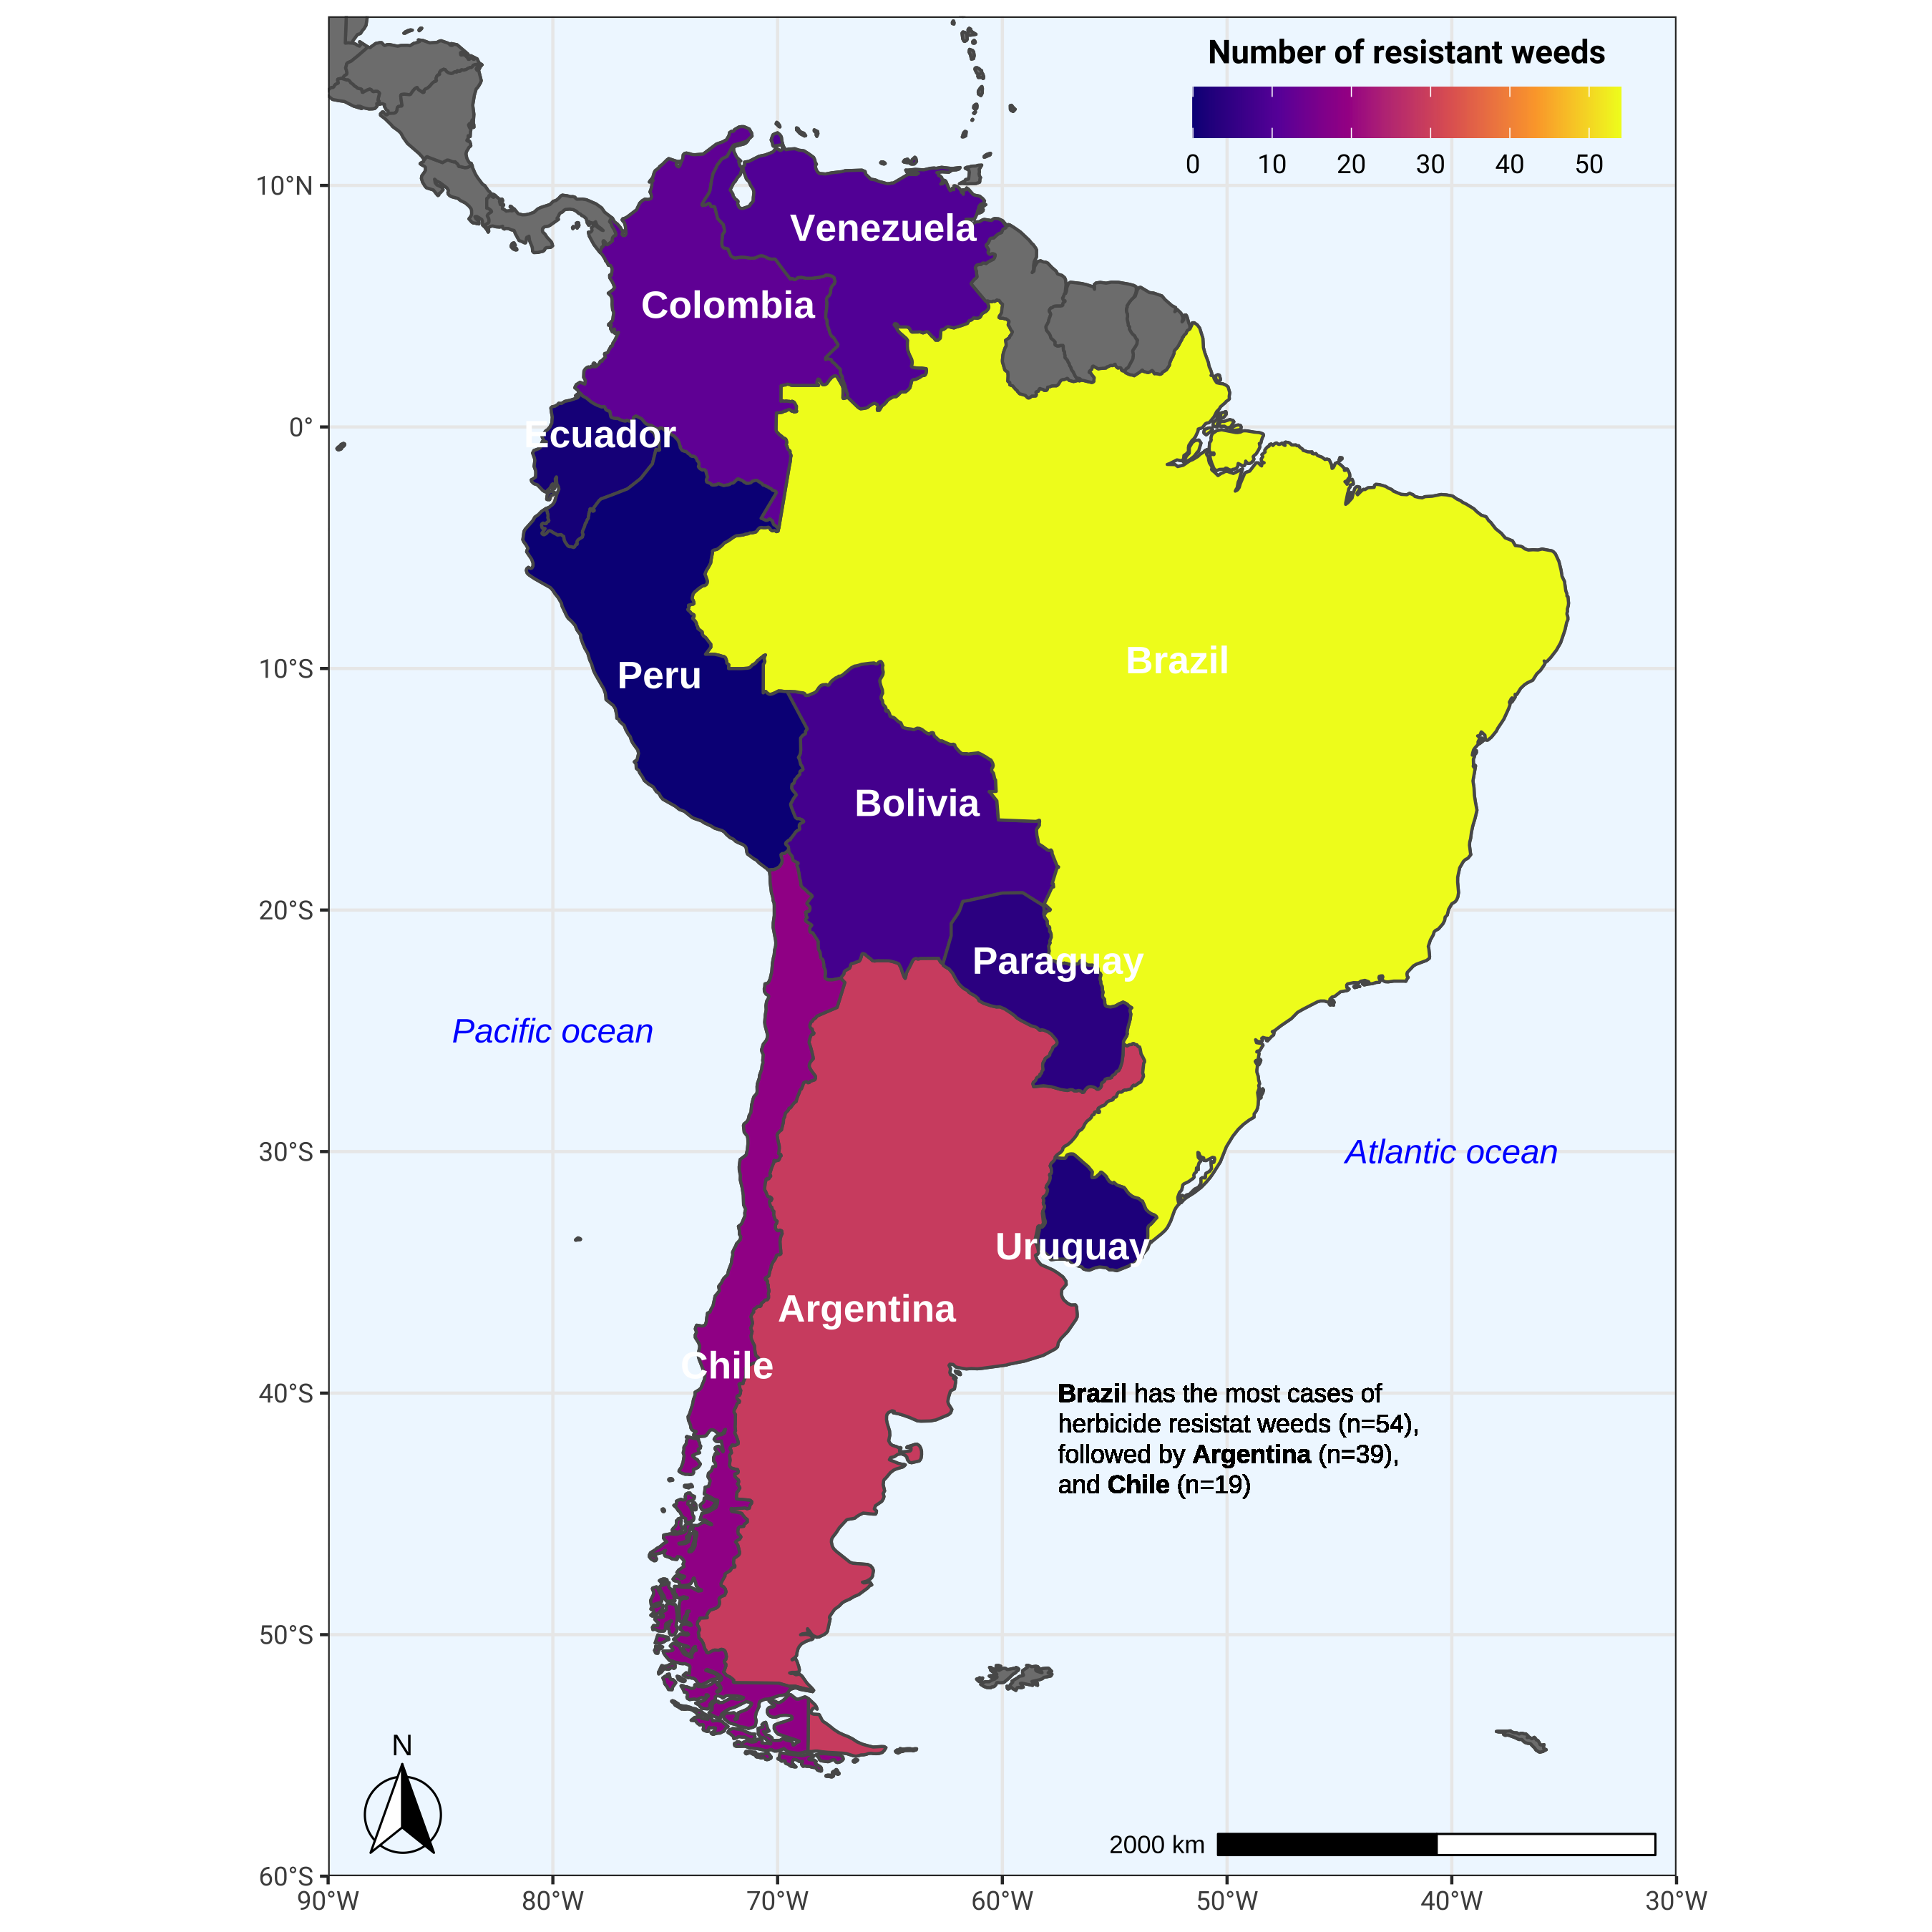 Number of resistant weeds
0 10 20 30 40 50
10°N
Venezuela
Colombia
0°
Ecuador
10°S
Peru
Brazil
Bolivia
20°S
Paraguay
Pacific ocean
30°S
Atlantic ocean
Uruguay
Argentina
Chile
40°S
Brazil has the most cases of
herbicide resistat weeds (n=54),
followed by Argentina (n=39),
and Chile (n=19)
50°S
N
2000 km
60°S
90°W 80°W 70°W 60°W 50°W 40°W 30°W